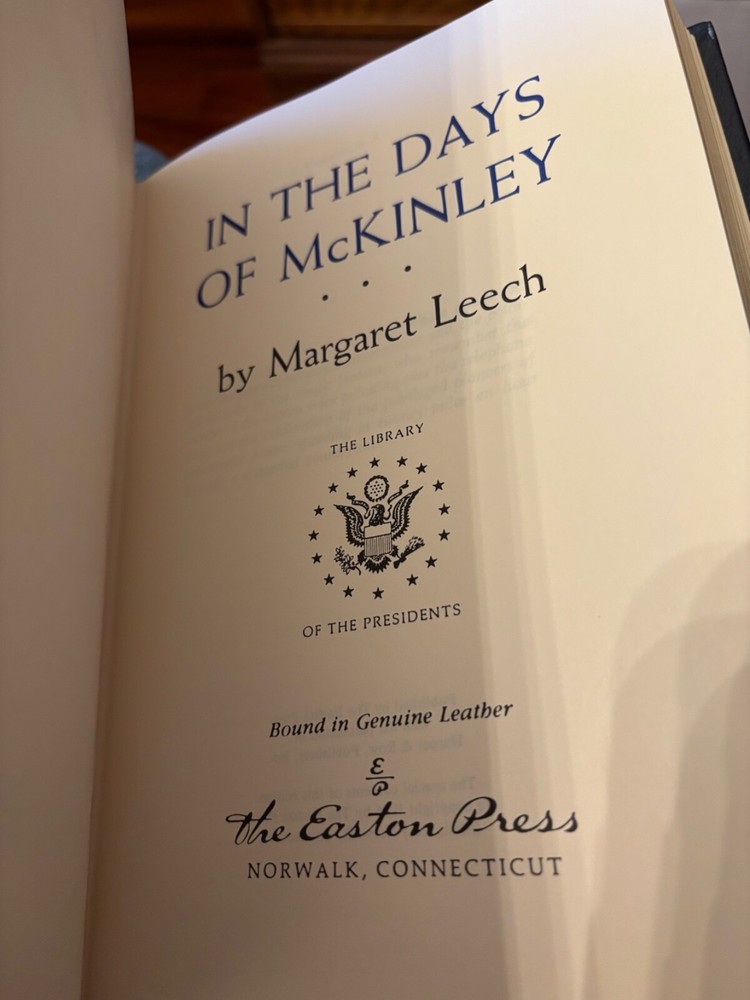 IN THE DAYS
OF McKINLEY
• • •
by Margaret Leech
THE LIBRARY
OF THE PRESIDENTS
Bound in Genuine Leather
E
P
The Easton Press
NORWALK, CONNECTICUT